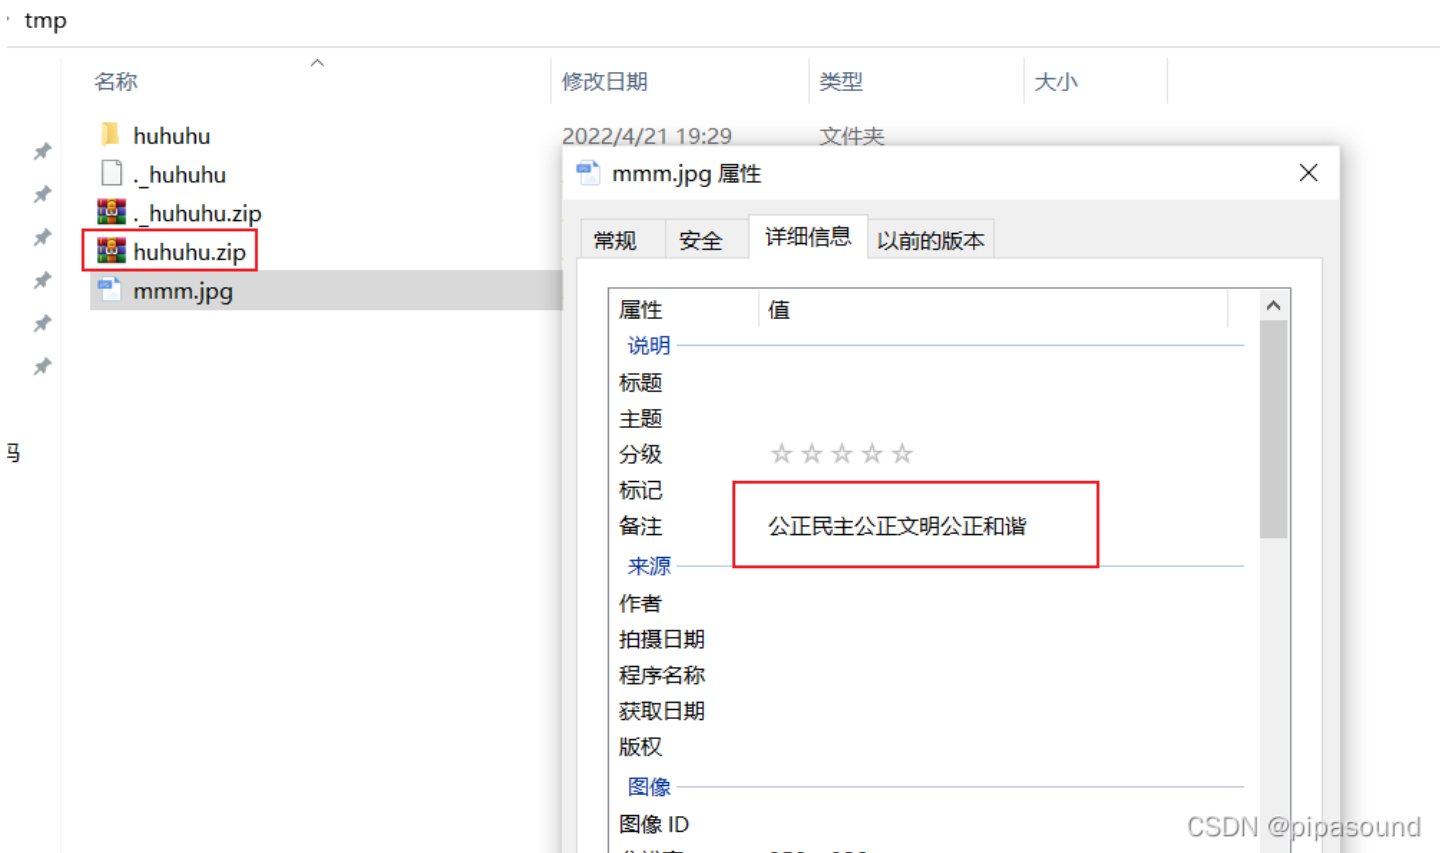 tmp
名称 修改日期 类型 大小
huhuhu 2022/4/21 19:29 文件夹
._huhuhu
._huhuhu.zip
huhuhu.zip
mmm.jpg
码
mmm.jpg 属性
常规 安全 详细信息 以前的版本
属性 值
说明
标题
主题
分级
标记
备注 公正民主公正文明公正和谐
来源
作者
拍摄日期
程序名称
获取日期
版权
图像
图像 ID
CSDN @pipasound